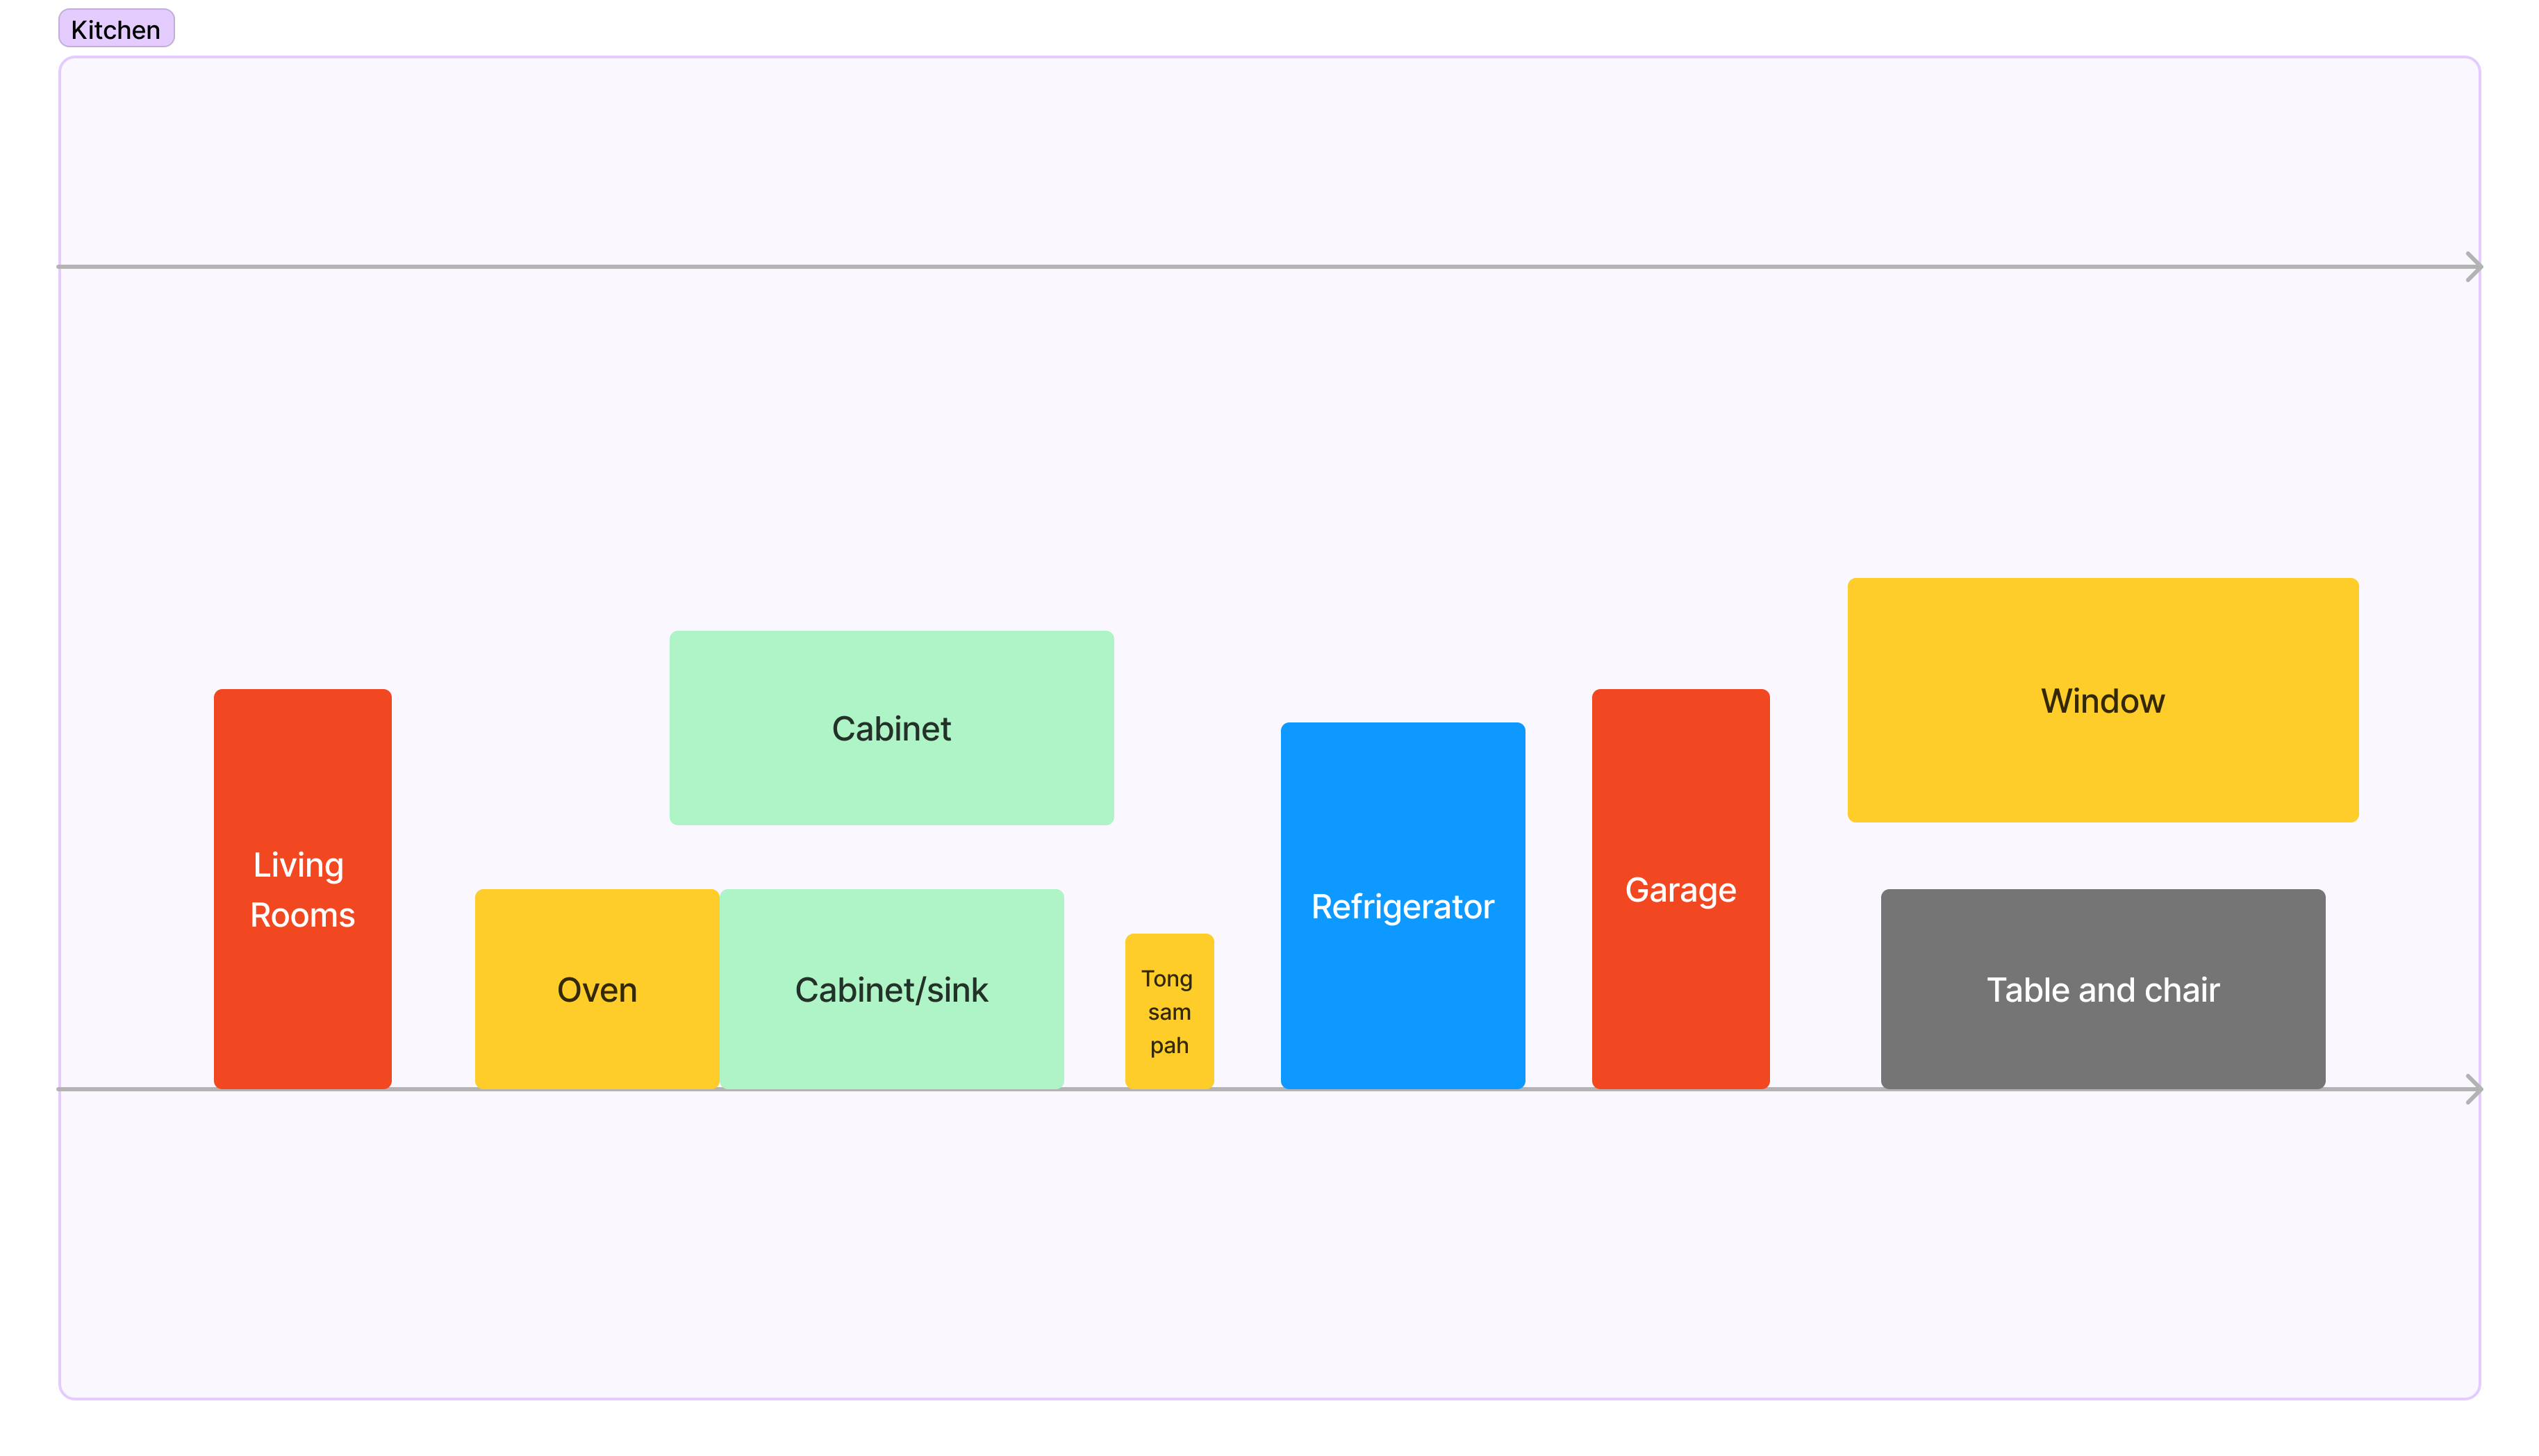 Kitchen
Living
Rooms
Oven
Cabinet
Cabinet/sink
Tong
sam
pah
Refrigerator
Garage
Window
Table and chair